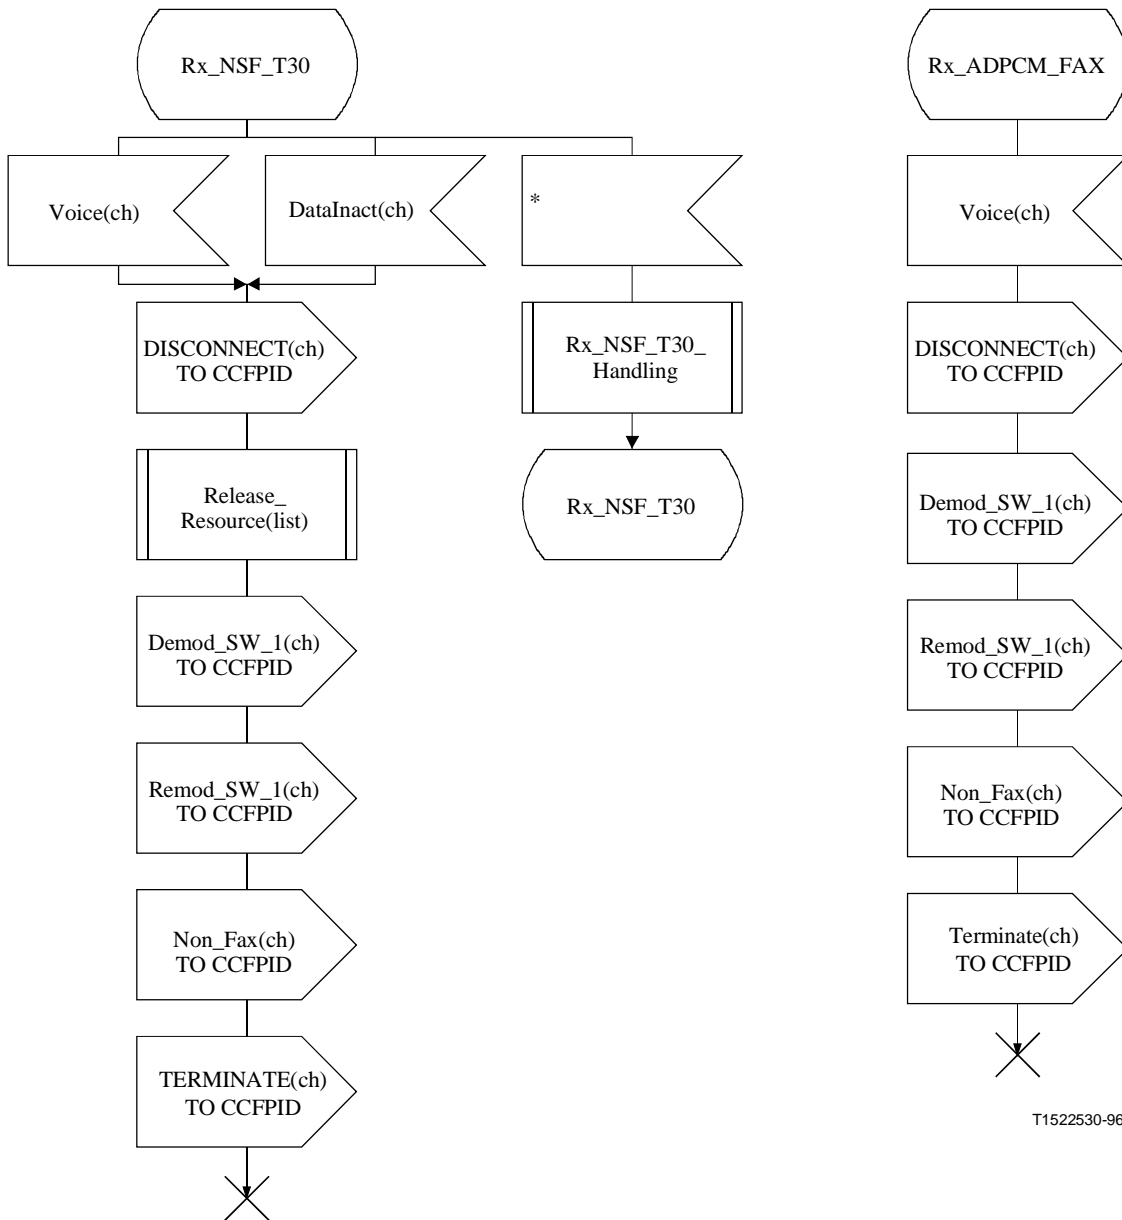 Rx_NSF_T30
Voice(ch)
DataInact(ch)
*
DISCONNECT(ch)
TO CCFPID
Rx_NSF_T30_
Handling
Release_
Resource(list)
Rx_NSF_T30
Demod_SW_1(ch)
TO CCFPID
Remod_SW_1(ch)
TO CCFPID
Non_Fax(ch)
TO CCFPID
TERMINATE(ch)
TO CCFPID
Rx_ADPCM_FAX
Voice(ch)
DISCONNECT(ch)
TO CCFPID
Demod_SW_1(ch)
TO CCFPID
Remod_SW_1(ch)
TO CCFPID
Non_Fax(ch)
TO CCFPID
Terminate(ch)
TO CCFPID
T1522530-96